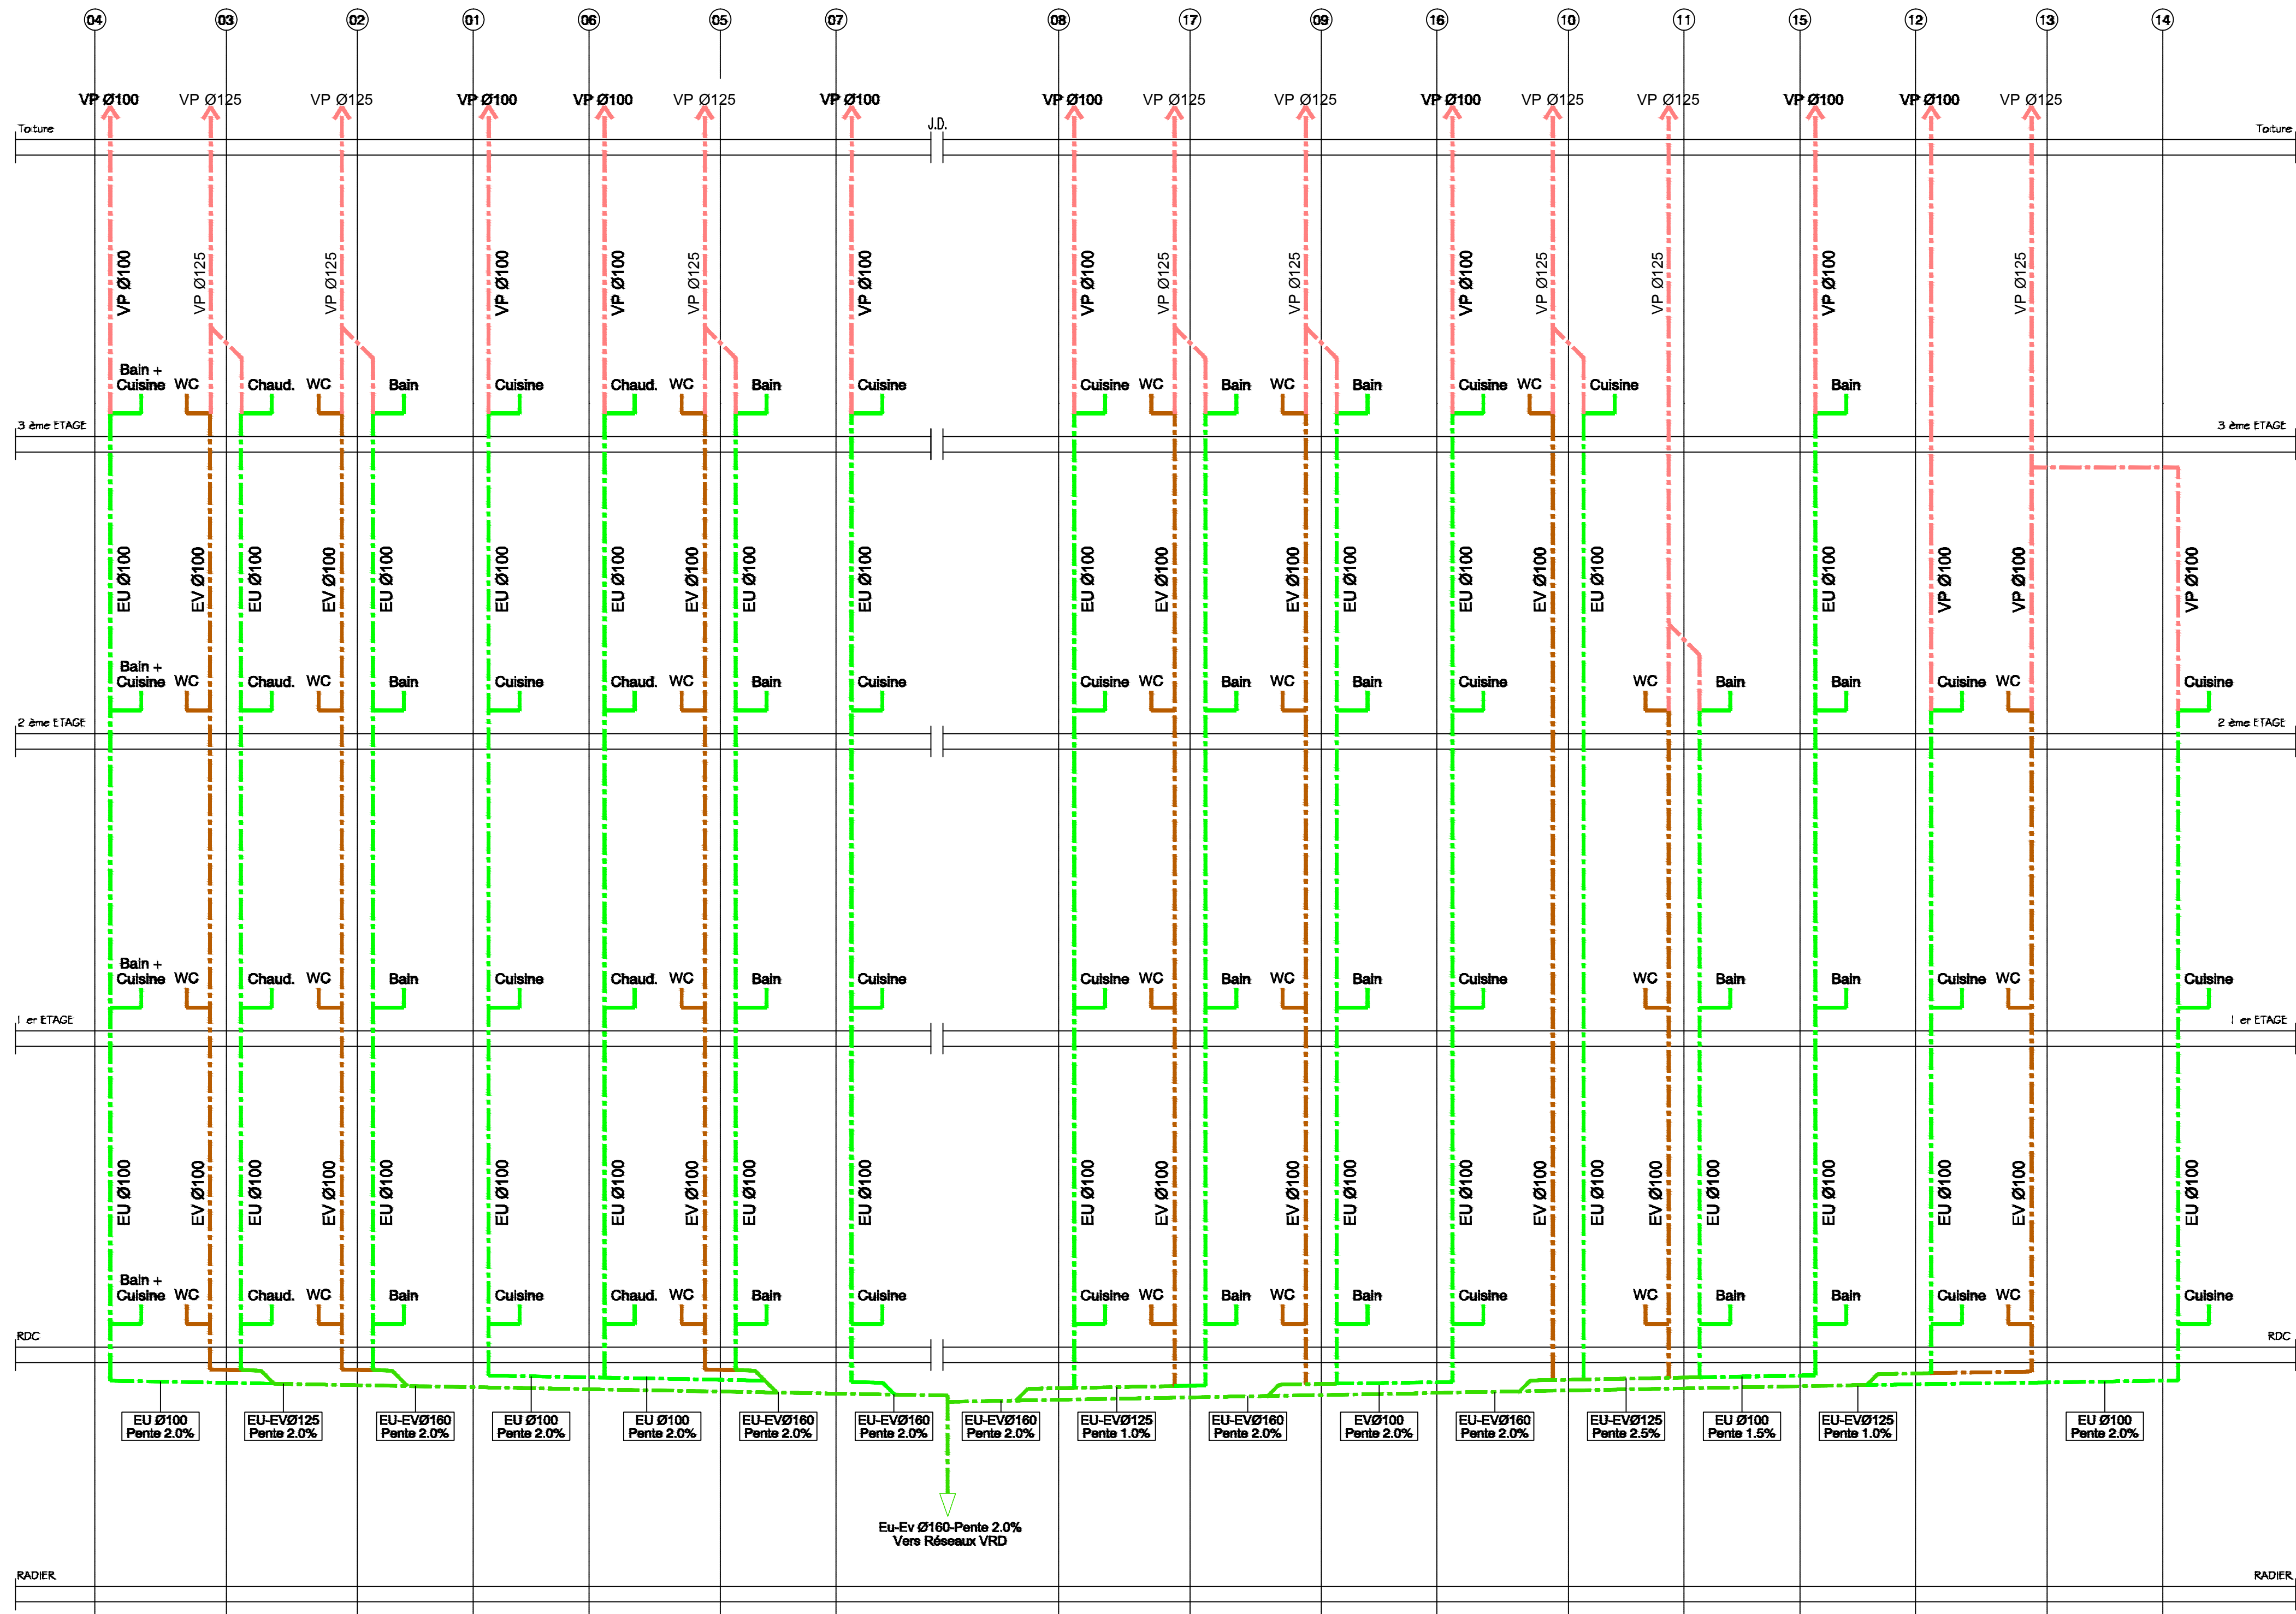 04 03 02 01 06 05 07 08 17 09 16 10 11 15 12 13 14
VP Ø100 VP Ø125 VP Ø125 VP Ø100 VP Ø100 VP Ø125 VP Ø100 VP Ø100 VP Ø125 VP Ø125 VP Ø100 VP Ø125 VP Ø125 VP Ø100 VP Ø100 VP Ø125
Toiture J.D. Toiture
VP Ø100 VP Ø125 VP Ø125 VP Ø100 VP Ø100 VP Ø125 VP Ø100 VP Ø100 VP Ø125 VP Ø125 VP Ø100 VP Ø125 VP Ø125 VP Ø100 VP Ø125
Bain +
Cuisine WC Chaud. WC Bain Cuisine Chaud. WC Bain Cuisine Cuisine WC Bain WC Bain Cuisine WC Cuisine Bain
3 ème ETAGE 3 ème ETAGE
EU Ø100 EV Ø100 EU Ø100 EV Ø100 EU Ø100 EU Ø100 EU Ø100 EV Ø100 EU Ø100 EU Ø100 EU Ø100 EV Ø100 EV Ø100 EU Ø100 EU Ø100 EV Ø100 EU Ø100 EU Ø100 VP Ø100 VP Ø100 VP Ø100
Bain +
Cuisine WC Chaud. WC Bain Cuisine Chaud. WC Bain Cuisine Cuisine WC Bain WC Bain Cuisine WC Bain Bain Cuisine WC Cuisine
2 ème ETAGE 2 ème ETAGE
Bain +
Cuisine WC Chaud. WC Bain Cuisine Chaud. WC Bain Cuisine Cuisine WC Bain WC Bain Cuisine WC Bain Bain Cuisine WC Cuisine
1 er ETAGE 1 er ETAGE
EU Ø100 EV Ø100 EU Ø100 EV Ø100 EU Ø100 EU Ø100 EU Ø100 EV Ø100 EU Ø100 EU Ø100 EU Ø100 EV Ø100 EV Ø100 EU Ø100 EU Ø100 EV Ø100 EU Ø100 EV Ø100 EU Ø100 EU Ø100 EU Ø100 EV Ø100 EU Ø100
Bain +
Cuisine WC Chaud. WC Bain Cuisine Chaud. WC Bain Cuisine Cuisine WC Bain WC Bain Cuisine WC Bain Bain Cuisine WC Cuisine
RDC RDC
EU Ø100
Pente 2.0%
EU-EVØ125
Pente 2.0%
EU-EVØ160
Pente 2.0%
EU Ø100
Pente 2.0%
EU Ø100
Pente 2.0%
EU-EVØ160
Pente 2.0%
EU-EVØ160
Pente 2.0%
EU-EVØ160
Pente 2.0%
EU-EVØ125
Pente 1.0%
EU-EVØ160
Pente 2.0%
EVØ100
Pente 2.0%
EU-EVØ160
Pente 2.0%
EU-EVØ125
Pente 2.5%
EU Ø100
Pente 1.5%
EU-EVØ125
Pente 1.0%
EU Ø100
Pente 2.0%
Eu-Ev Ø160-Pente 2.0%
Vers Réseaux VRD
RADIER RADIER